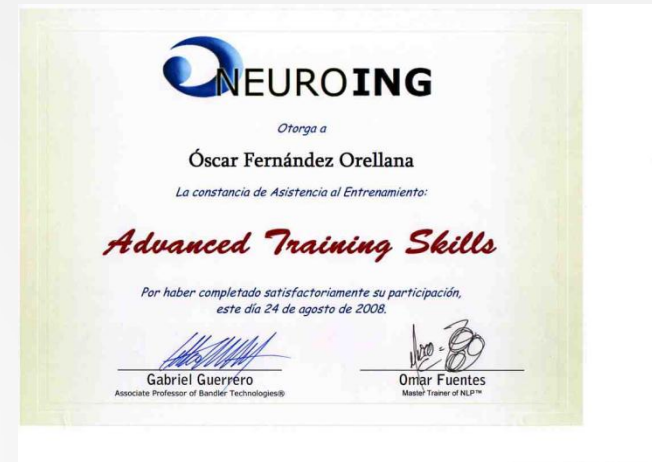 NEUROING
Otorga a
Óscar Fernández Orellana
La constancia de Asistencia al Entrenamiento:
Advanced Training Skills
Por haber completado satisfactoriamente su participación,
este día 24 de agosto de 2008.
Gabriel Guerrero
Associate Professor of Bandler Technologies®
Omar Fuentes
Master Trainer of NLP™